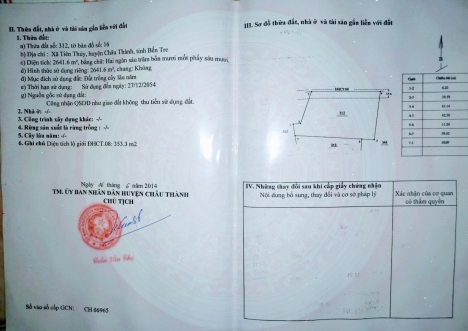 II. Thửa đất, nhà ở và tài sản gắn liền với đất
1. Thửa đất:
a) Thửa đất số: 312, tờ bản đồ số: 16
b) Địa chỉ: Xã Tiên Thủy, huyện Châu Thành, tỉnh Bến Tre
c) Diện tích: 2641.6 m², bằng chữ: Hai ngàn sáu trăm bốn mươi mốt phẩy sáu mươi
d) Hình thức sử dụng riêng: 2641.6 m², chung: Không
đ) Mục đích sử dụng đất: Đất trồng cây lâu năm
e) Thời hạn sử dụng: Sử dụng đến ngày: 27/12/2054
g) Nguồn gốc sử dụng đất:
Công nhận QSDĐ như giao đất không thu tiền sử dụng đất.
2. Nhà ở: -/-
3. Công trình xây dựng khác: -/-
4. Rừng sản xuất là rừng trồng: -/-
5. Cây lâu năm: -/-
6. Ghi chú Diện tích lộ giới ĐHCT.08: 353.3 m2
Ngày tháng năm 2014
TM. ỦY BAN NHÂN DÂN HUYỆN CHÂU THÀNH
CHỦ TỊCH
Số vào sổ cấp GCN: CH 06965
III. Sơ đồ thửa đất, nhà ở và tài sản gắn liền với đất
ĐHCT.08
312
IV. Những thay đổi sau khi cấp giấy chứng nhận
Nội dung bổ sung, thay đổi và cơ sở pháp lý
Xác nhận của cơ quan
có thẩm quyền